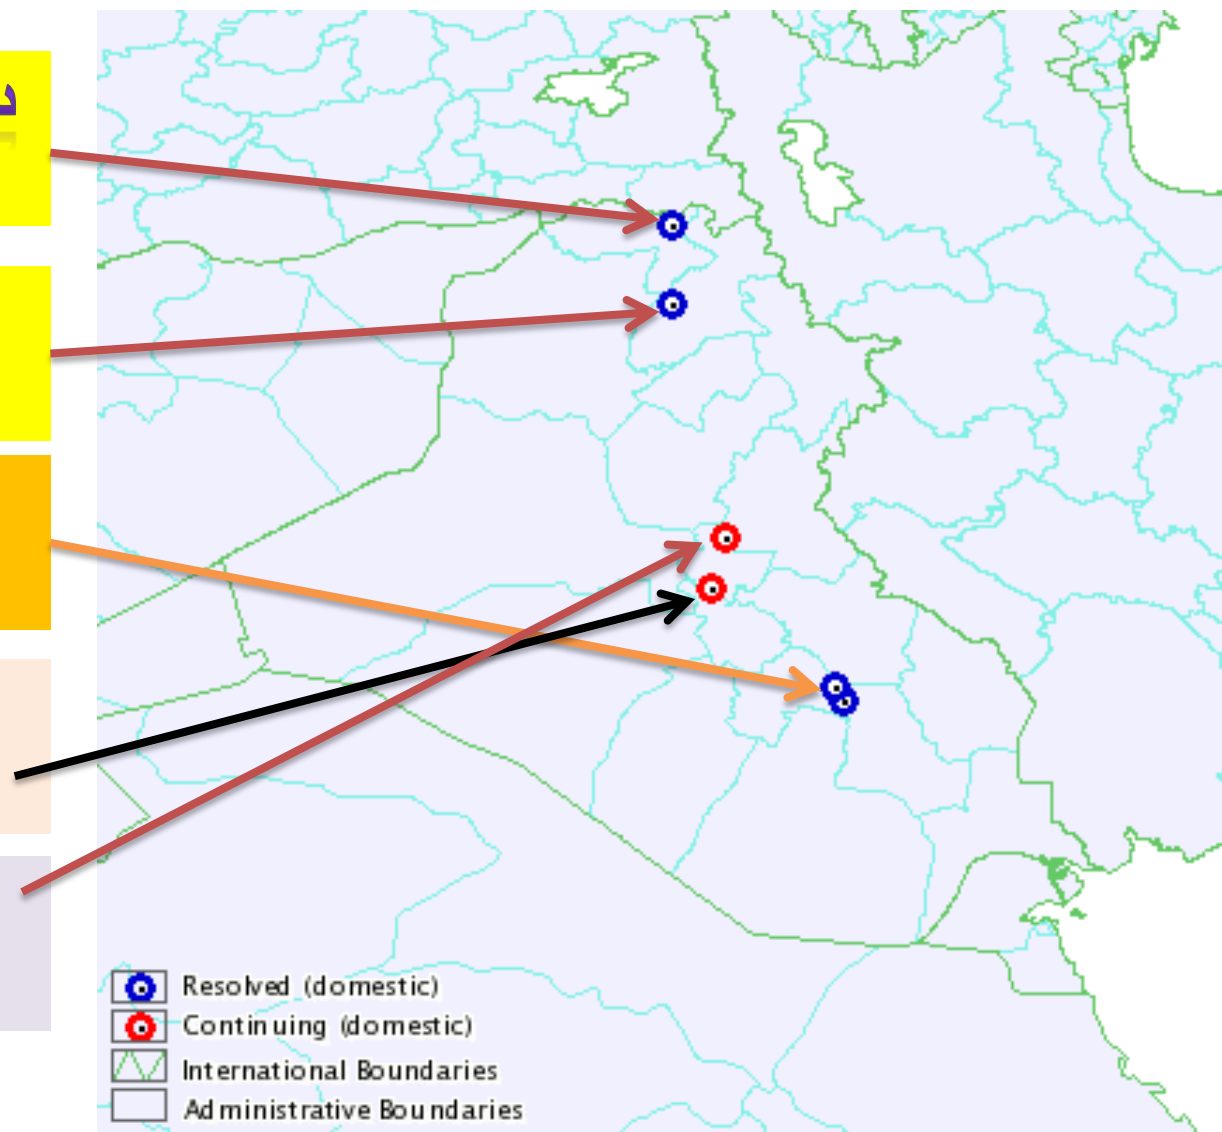 Resolved (domestic)
Continuing (domestic)
International Boundaries
Administrative Boundaries